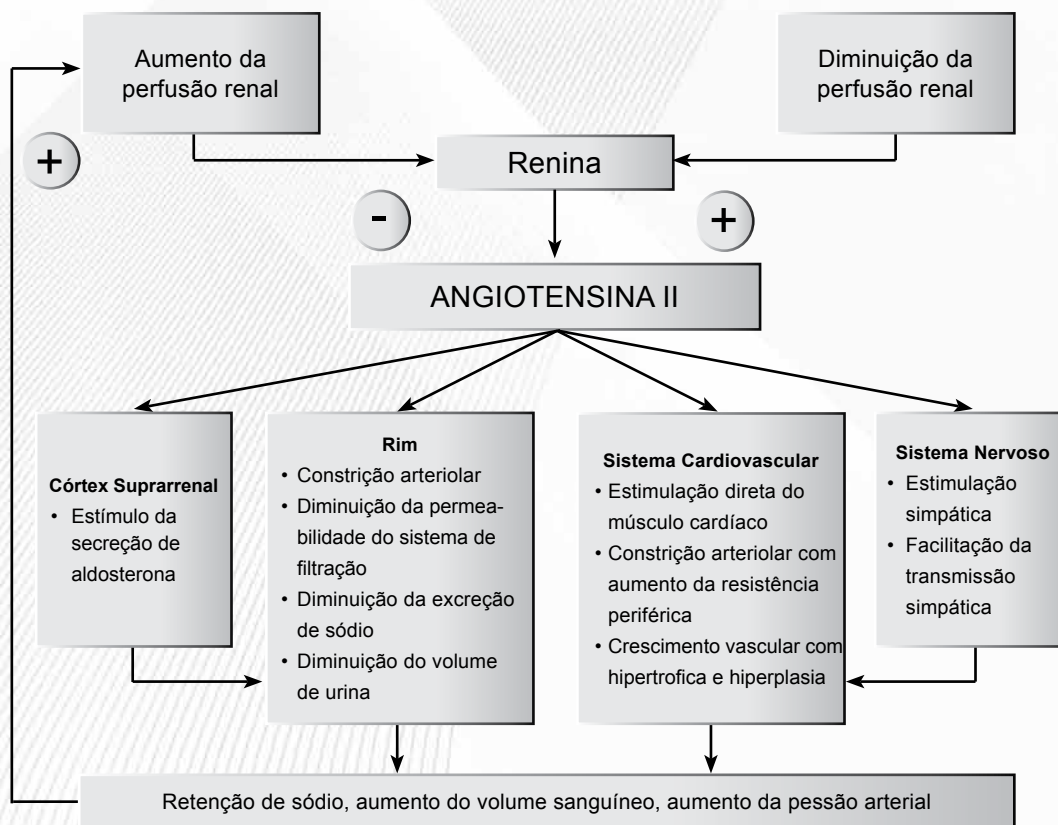 Aumento da
perfusão renal
Diminuição da
perfusão renal
+
Renina
-
+
ANGIOTENSINA II
Córtex Suprarrenal
• Estímulo da
secreção de
aldosterona
Rim
• Constrição arteriolar
• Diminuição da permea-
bilidade do sistema de
filtração
• Diminuição da excreção
de sódio
• Diminuição do volume
de urina
Sistema Cardiovascular
• Estimulação direta do
músculo cardíaco
• Constrição arteriolar com
aumento da resistência
periférica
• Crescimento vascular com
hipertrofica e hiperplasia
Sistema Nervoso
• Estimulação
simpática
• Facilitação da
transmissão
simpática
Retenção de sódio, aumento do volume sanguíneo, aumento da pessão arterial